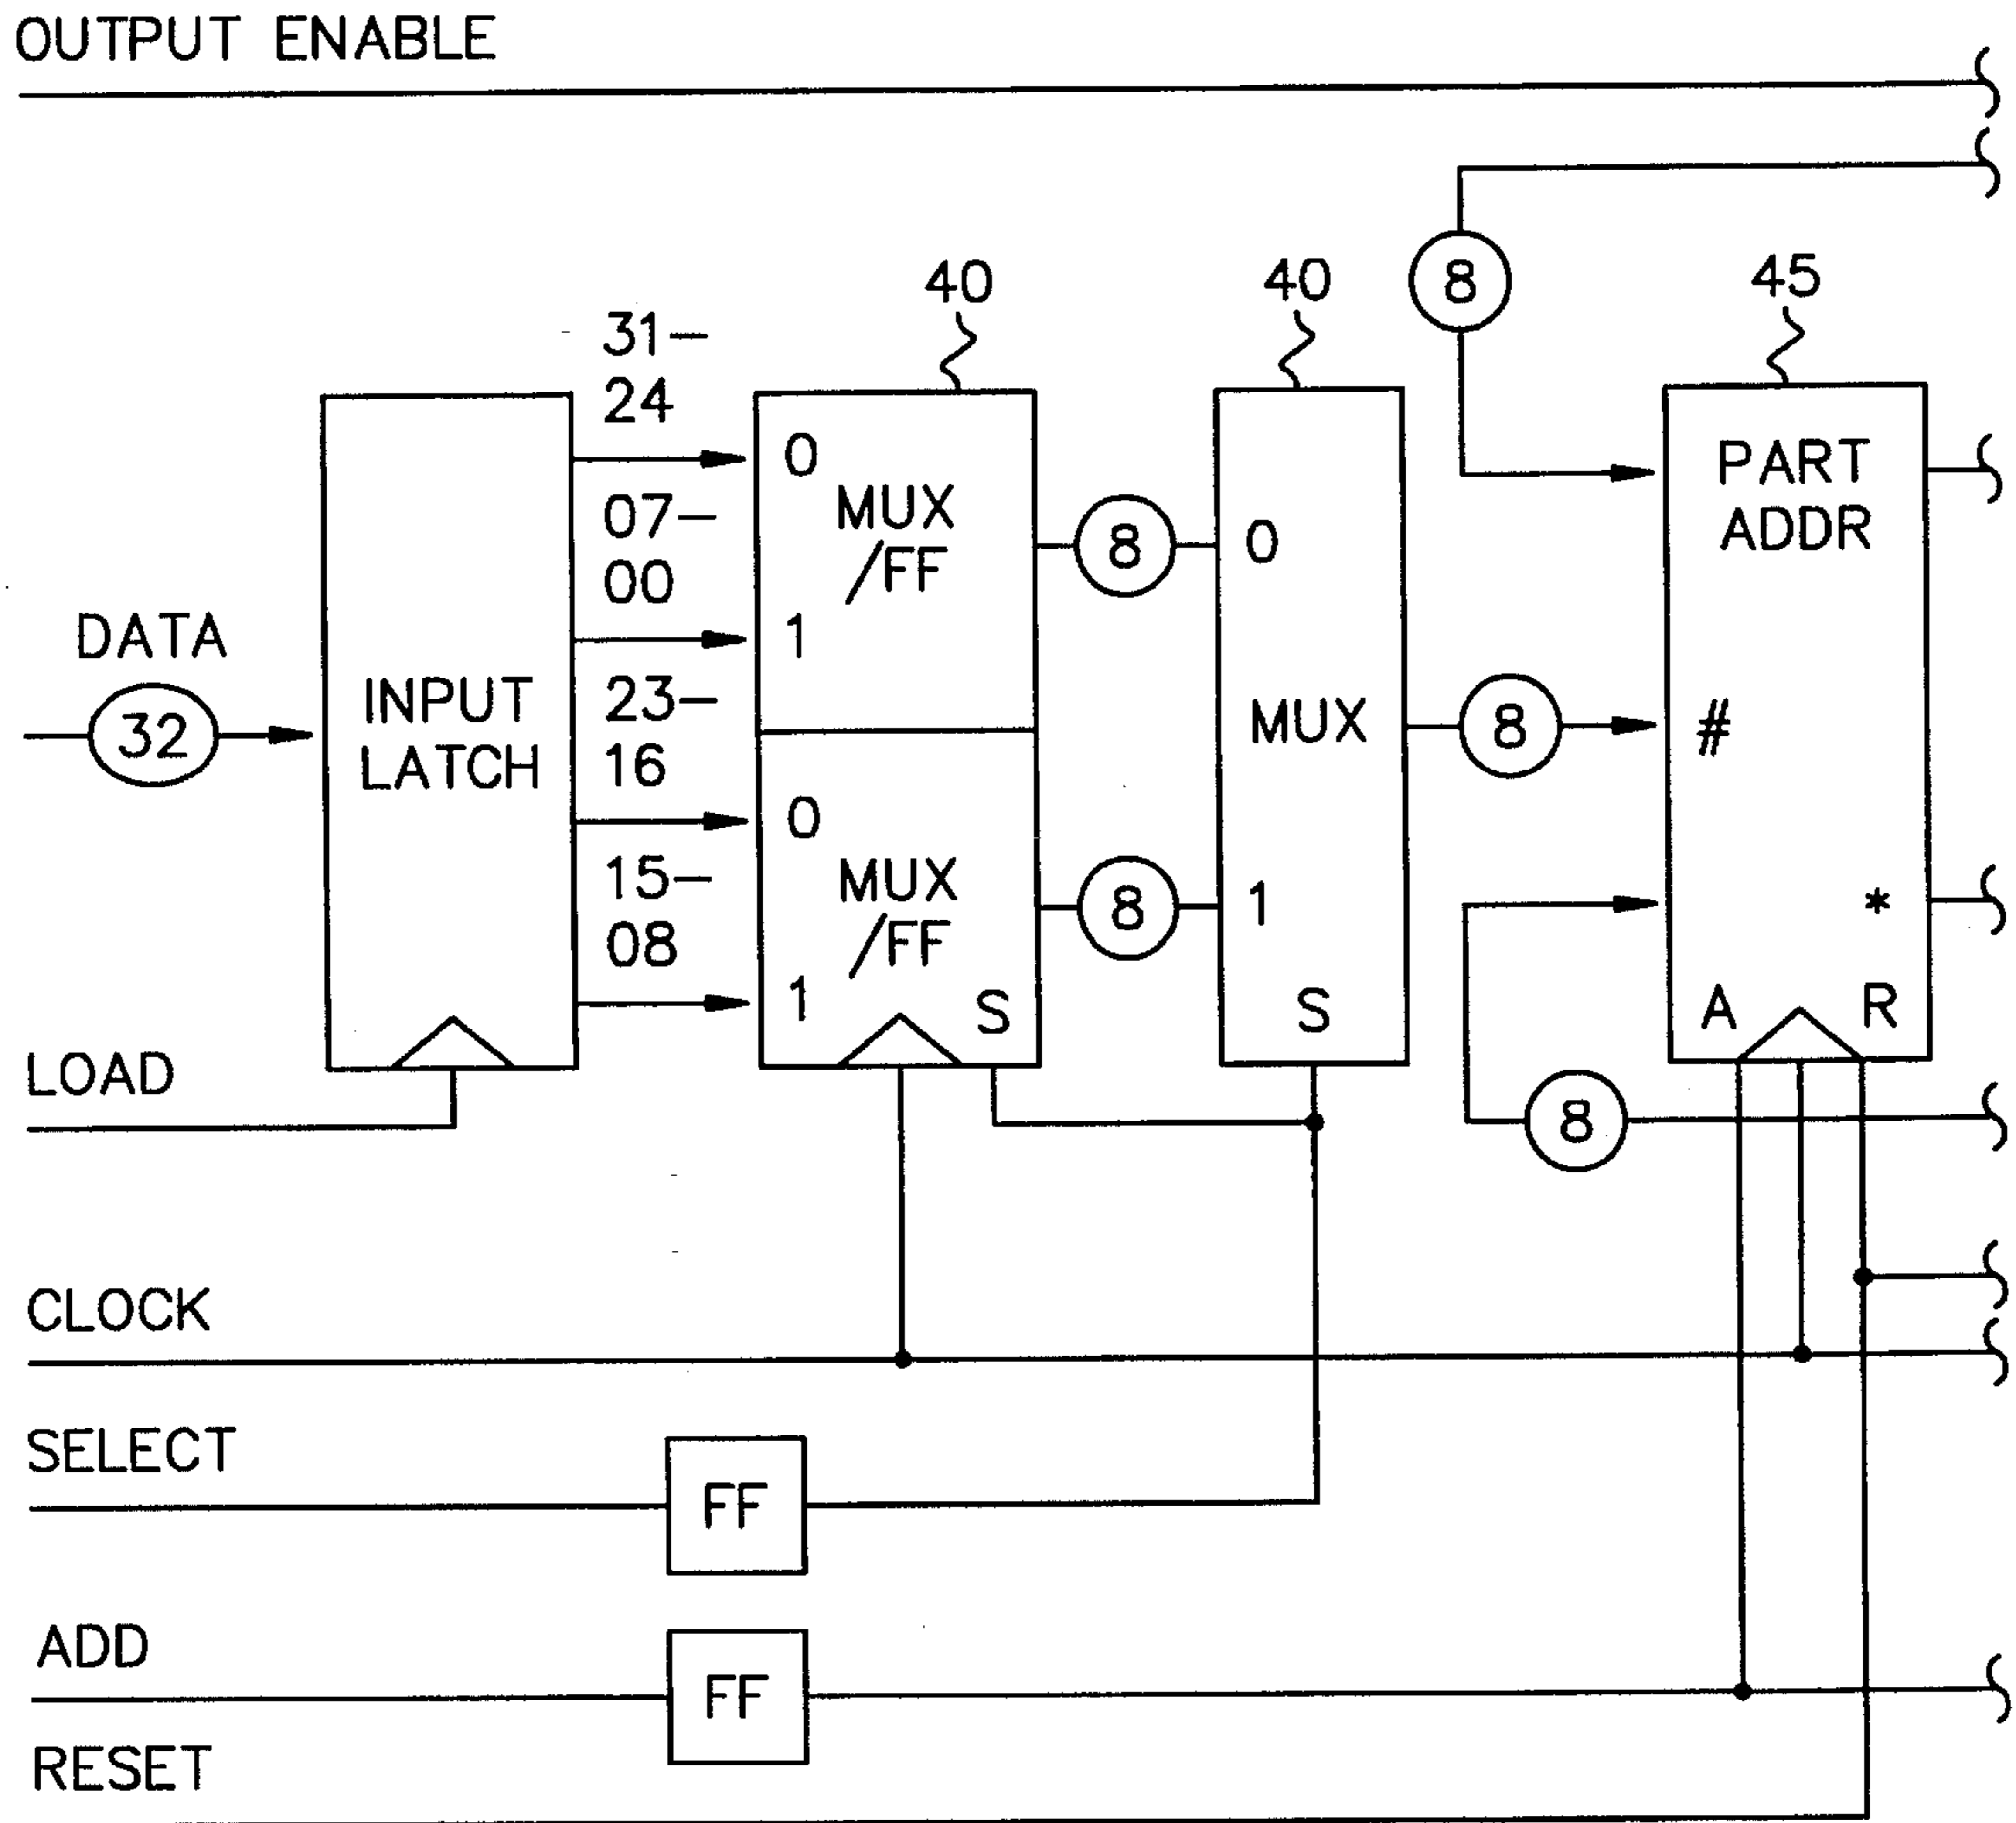 OUTPUT ENABLE
8
40
40
45
31-
24
07-
00
23-
16
15-
08
DATA
32
INPUT
LATCH
0
MUX
/FF
1
0
MUX
/FF
1
S
8
8
0
MUX
1
S
8
PART
ADDR
#
*
A
R
8
LOAD
CLOCK
SELECT
FF
ADD
FF
RESET